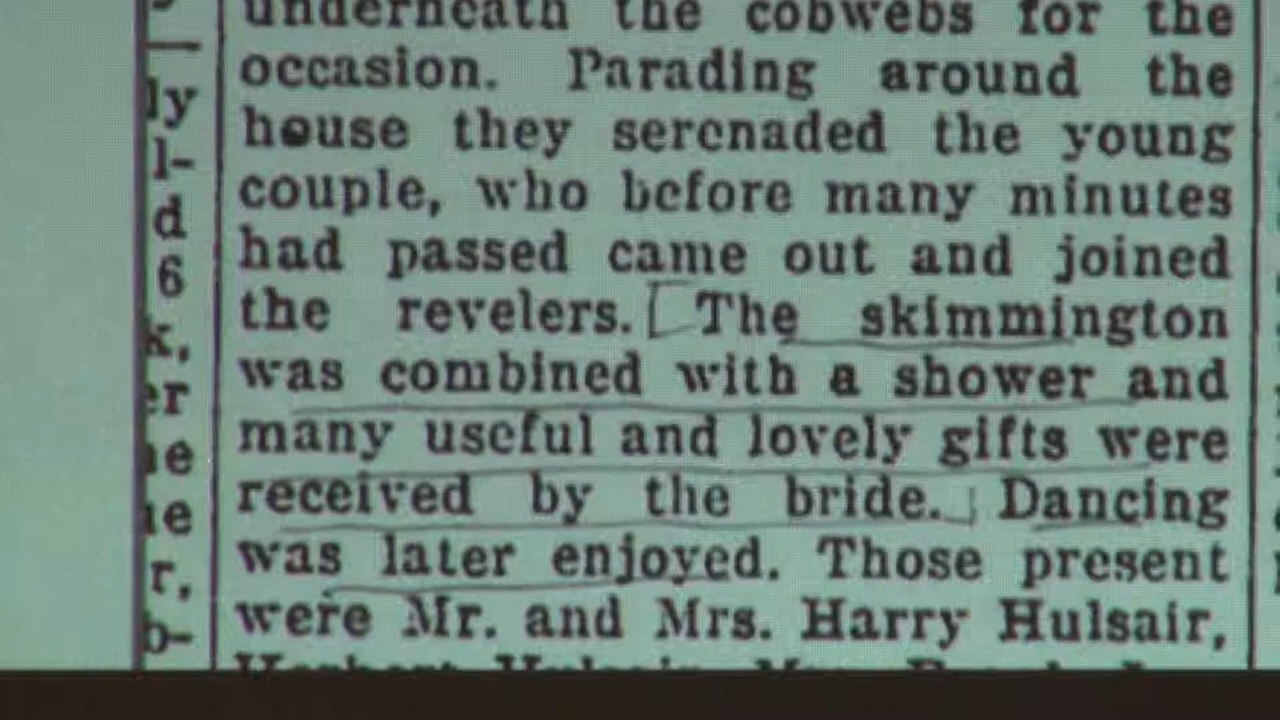 underneath the cobwebs for the
occasion. Parading around the
house they serenaded the young
couple, who before many minutes
had passed came out and joined
the revelers. The skimmington
was combined with a shower and
many useful and lovely gifts were
received by the bride. Dancing
was later enjoyed. Those present
were Mr. and Mrs. Harry Hulsair,
ly
l-
d
6
k,
er
ne
r,